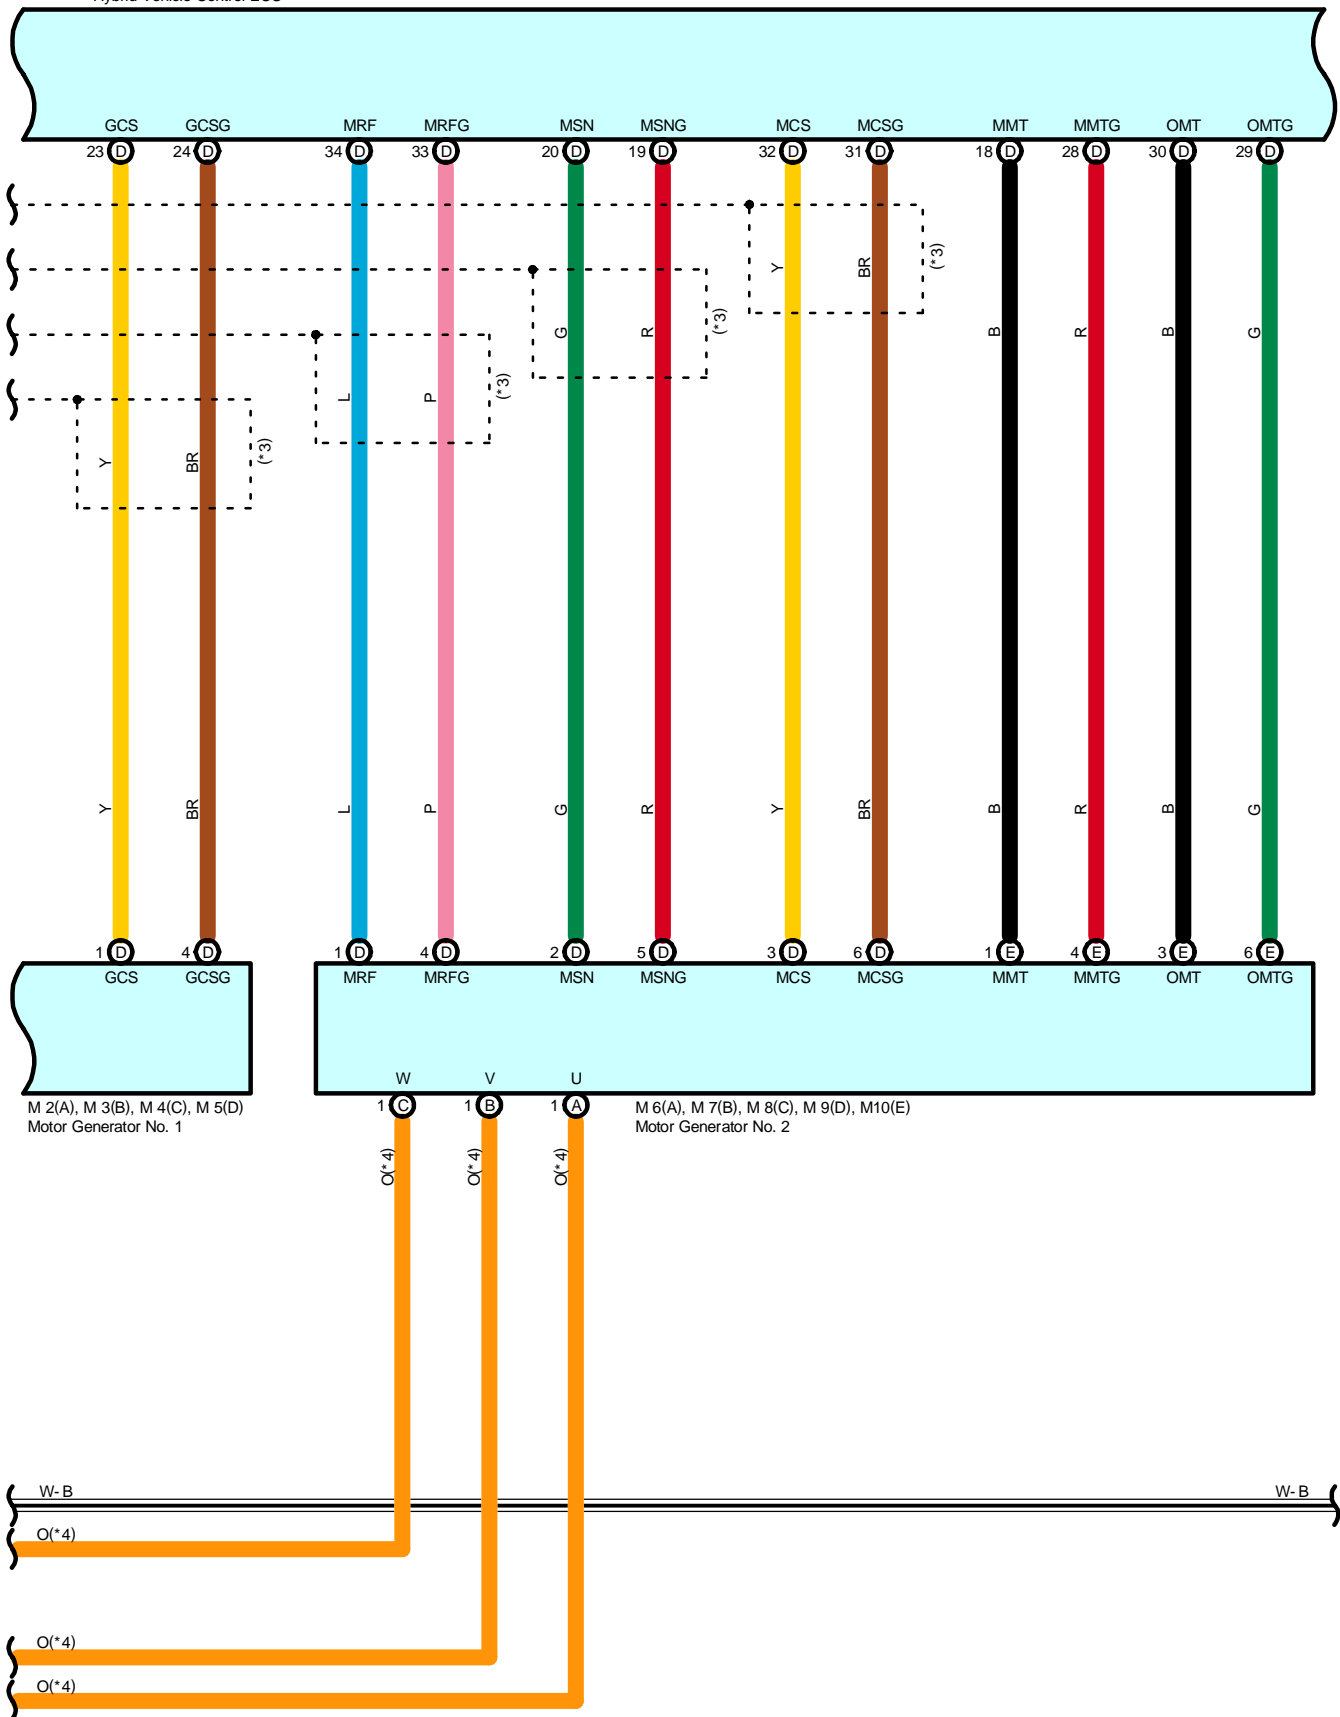 Hybrid Vehicle Control ECU
GCS GCSG MRF MRFG MSN MSNG MCS MCSG MMT MMTG OMT OMTG
23 D 24 D 34 D 33 D 20 D 19 D 32 D 31 D 18 D 28 D 30 D 29 D
Y BR (*3)
G R (*3)
B R B G
L P (*3)
Y BR (*3)
Y BR L P G R Y BR B R B G
1 D 4 D 1 D 4 D 2 D 5 D 3 D 6 D 1 E 4 E 3 E 6 E
GCS GCSG MRF MRFG MSN MSNG MCS MCSG MMT MMTG OMT OMTG
W V U
1 C 1 B 1 A
M 2(A), M 3(B), M 4(C), M 5(D)
Motor Generator No. 1
M 6(A), M 7(B), M 8(C), M 9(D), M10(E)
Motor Generator No. 2
O(*4) O(*4) O(*4)
W-B W-B
O(*4)
O(*4)
O(*4)